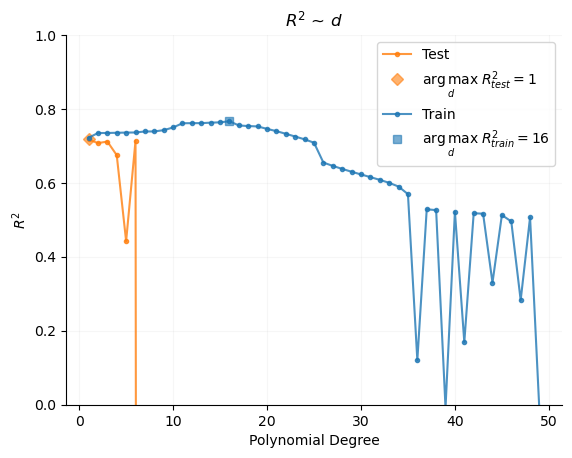 R² ~ d
1.0
0.8
0.6
0.4
0.2
0.0
R²
0
10
20
30
40
50
Polynomial Degree
Test
arg max R²test = 1
d
Train
arg max R²train = 16
d